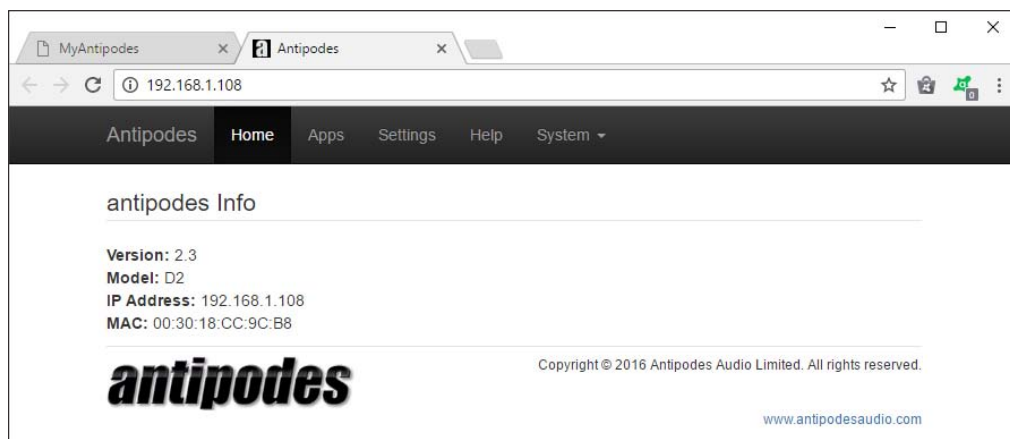 MyAntipodes
Antipodes
192.168.1.108
0
Antipodes Home Apps Settings Help System
antipodes Info
Version: 2.3
Model: D2
IP Address: 192.168.1.108
MAC: 00:30:18:CC:9C:B8
antipodes
Copyright © 2016 Antipodes Audio Limited. All rights reserved.
www.antipodesaudio.com